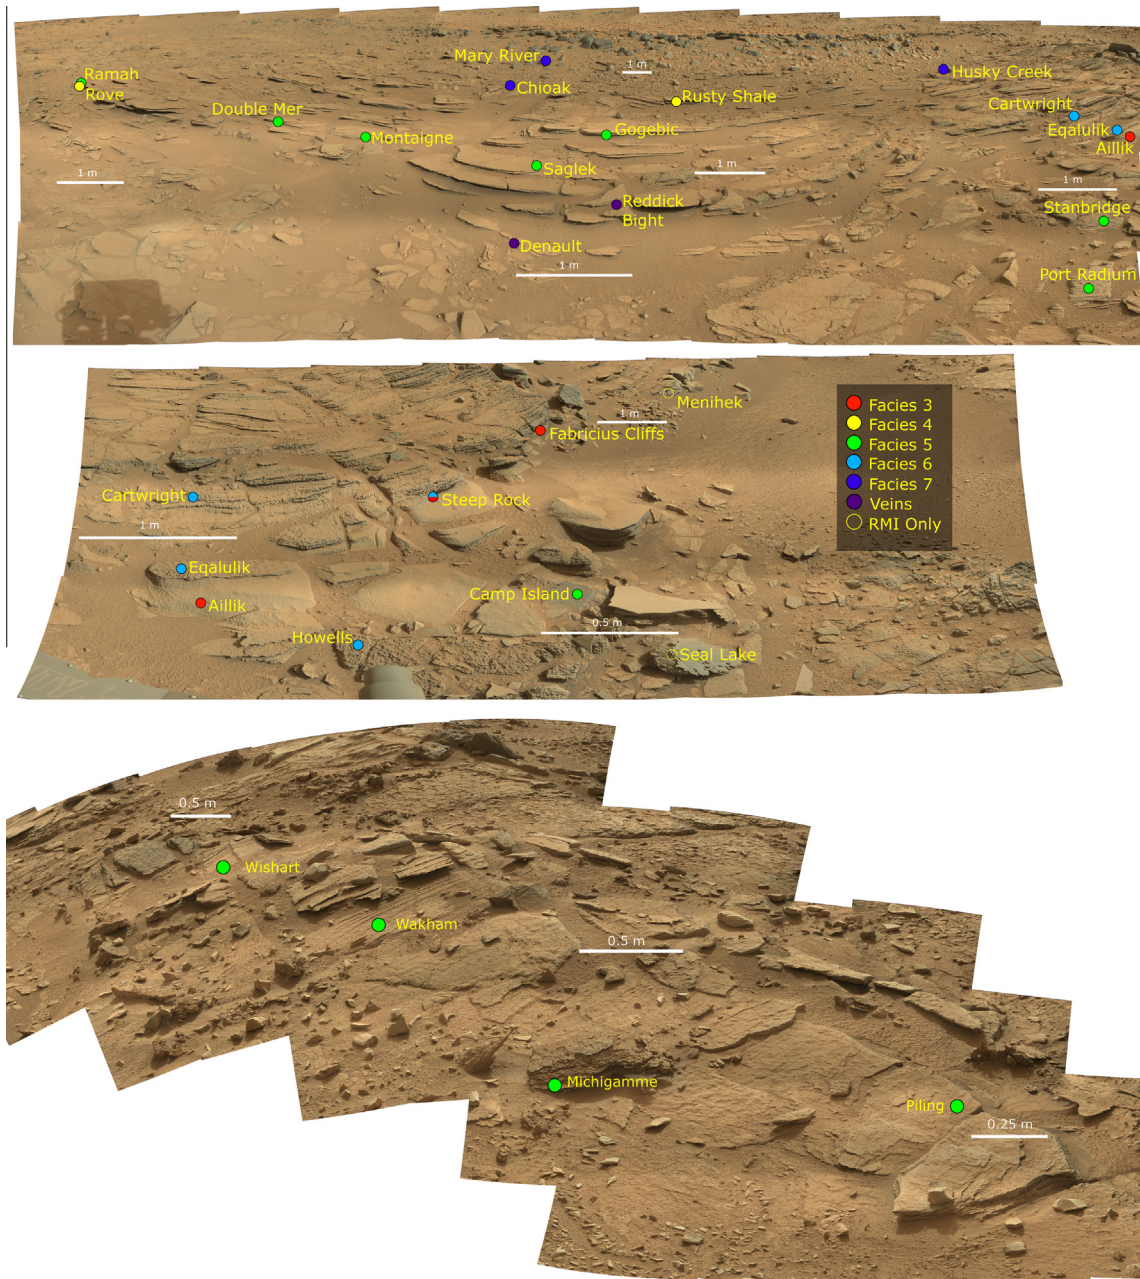 Mary River
1 m
Husky Creek
Ramah
Rove
Chioak
Rusty Shale
Cartwright
Double Mer
Montaigne
Gogebic
Eqalulik
Aillik
Saglek
1 m
1 m
1 m
Reddick
Bight
Stanbridge
Denault
1 m
Port Radium
Menihek
1 m
Fabricius Cliffs
Facies 3
Facies 4
Facies 5
Facies 6
Facies 7
Veins
RMI Only
Cartwright
Steep Rock
1 m
Eqalulik
Aillik
Camp Island
0.5 m
Howells
Seal Lake
0.5 m
Wishart
Wakham
0.5 m
Michigamme
Piling
0.25 m